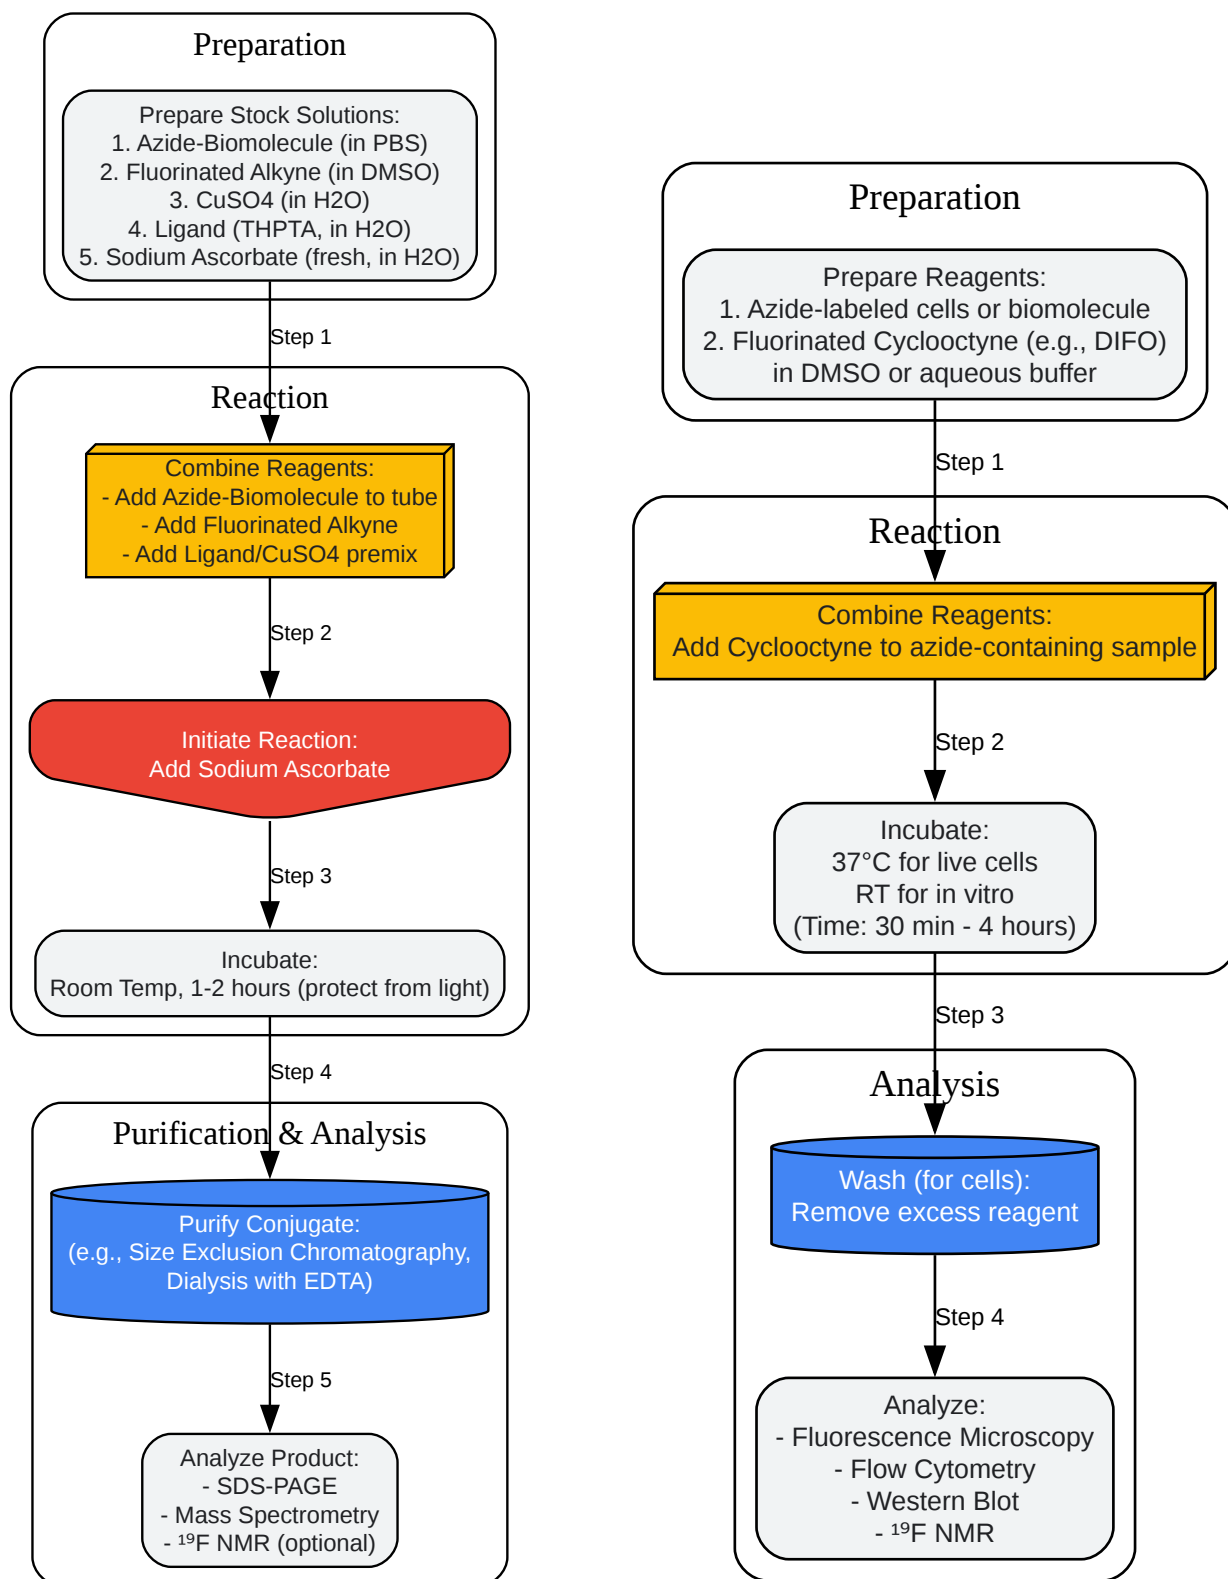 Preparation
Prepare Stock Solutions:
1. Azide-Biomolecule (in PBS)
2. Fluorinated Alkyne (in DMSO)
3. CuSO4 (in H2O)
4. Ligand (THPTA, in H2O)
5. Sodium Ascorbate (fresh, in H2O)
Step 1
Reaction
Combine Reagents:
- Add Azide-Biomolecule to tube
- Add Fluorinated Alkyne
- Add Ligand/CuSO4 premix
Step 2
Initiate Reaction:
Add Sodium Ascorbate
Step 3
Incubate:
Room Temp, 1-2 hours (protect from light)
Step 4
Purification & Analysis
Purify Conjugate:
(e.g., Size Exclusion Chromatography,
Dialysis with EDTA)
Step 5
Analyze Product:
- SDS-PAGE
- Mass Spectrometry
- ¹⁹F NMR (optional)
Preparation
Prepare Reagents:
1. Azide-labeled cells or biomolecule
2. Fluorinated Cyclooctyne (e.g., DIFO)
in DMSO or aqueous buffer
Step 1
Reaction
Combine Reagents:
Add Cyclooctyne to azide-containing sample
Step 2
Incubate:
37°C for live cells
RT for in vitro
(Time: 30 min - 4 hours)
Step 3
Analysis
Wash (for cells):
Remove excess reagent
Step 4
Analyze:
- Fluorescence Microscopy
- Flow Cytometry
- Western Blot
- ¹⁹F NMR